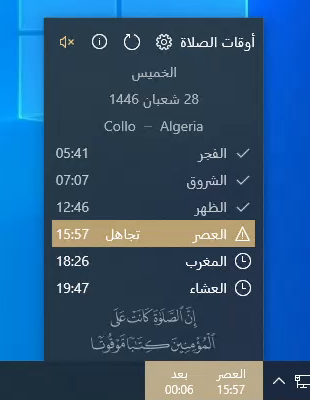 أوقات الصلاة
الخميس
28 شعبان 1446
Collo – Algeria
الفجر 05:41
الشروق 07:07
الظهر 12:46
العصر تجاهل 15:57
المغرب 18:26
العشاء 19:47
إِنَّ الصَّلَاةَ كَانَتْ عَلَى
الْمُؤْمِنِينَ كِتَابًا مَوْقُوتًا
العصر بعد
15:57 00:06